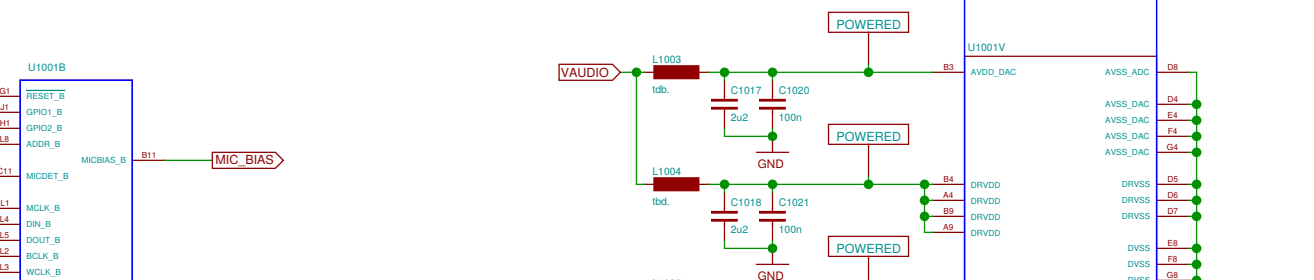 POWERED
U1001V
L1003
VAUDIO
B3
AVDD_DAC
AVSS_ADC
D8
U1001B
tdb.
C1017
C1020
G1
RESET_B
AVSS_DAC
D4
J1
GPIO1_B
2u2
100n
AVSS_DAC
E4
H1
GPIO2_B
AVSS_DAC
F4
POWERED
L8
ADDR_B
AVSS_DAC
G4
MICBIAS_B
B11
MIC_BIAS
GND
C11
MICDET_B
L1004
B4
DRVDD
DRVSS
D5
tbd.
C1018
C1021
A4
DRVDD
DRVSS
D6
L1
MCLK_B
B9
DRVDD
DRVSS
D7
L4
DIN_B
2u2
100n
A9
DRVDD
L5
DOUT_B
POWERED
DVSS
E8
L2
BCLK_B
DVSS
F8
L3
WCLK_B
GND
DVSS
G8